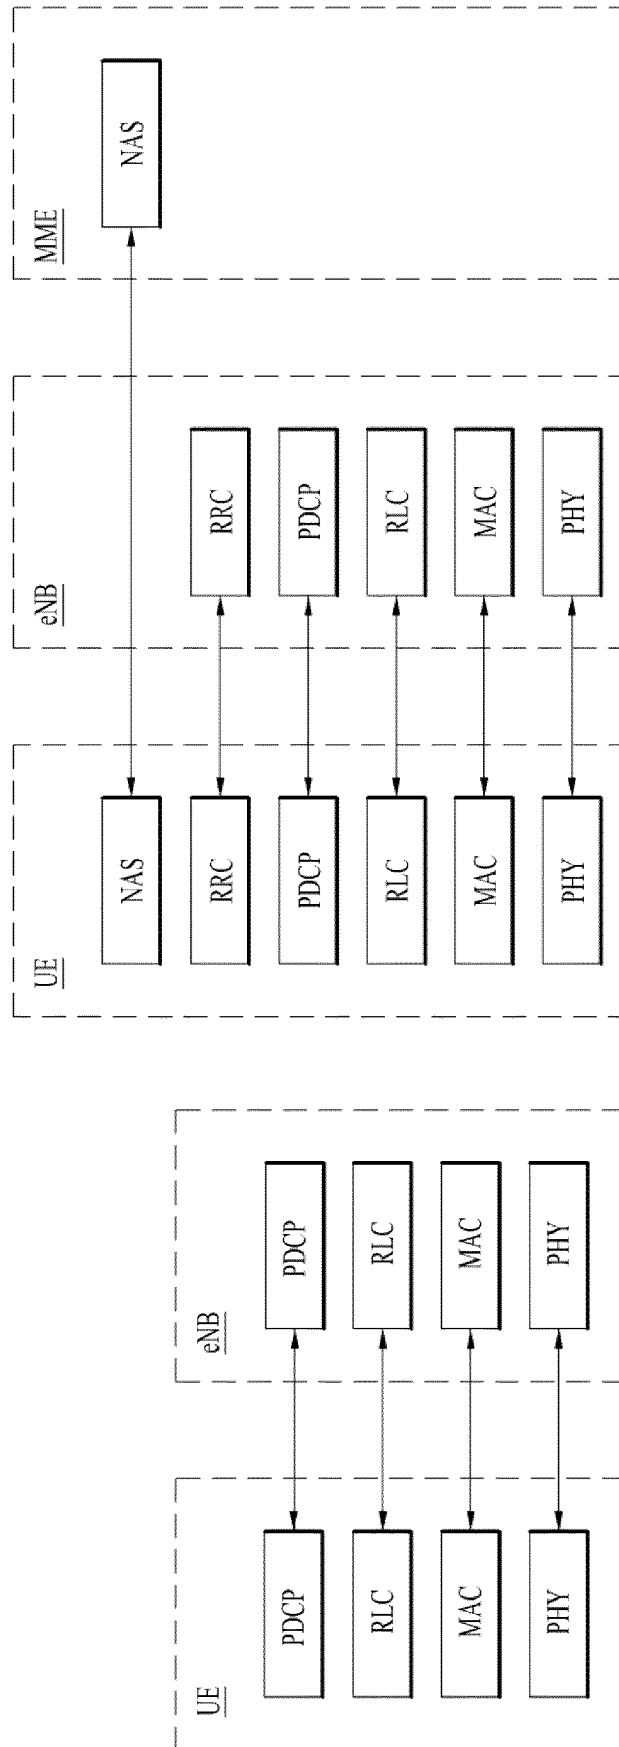 UE
eNB
PDCP
PDCP
RLC
RLC
MAC
MAC
PHY
PHY
UE
eNB
MME
NAS
NAS
RRC
RRC
PDCP
PDCP
RLC
RLC
MAC
MAC
PHY
PHY